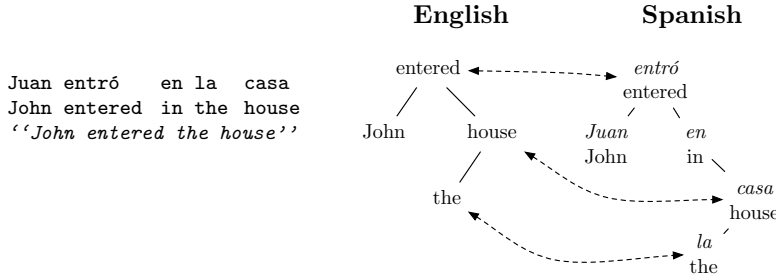 English Spanish
Juan entró en la casa
John entered in the house
‘‘John entered the house’’
entered
John house
the
entró
entered
Juan en
John in
casa
house
la
the